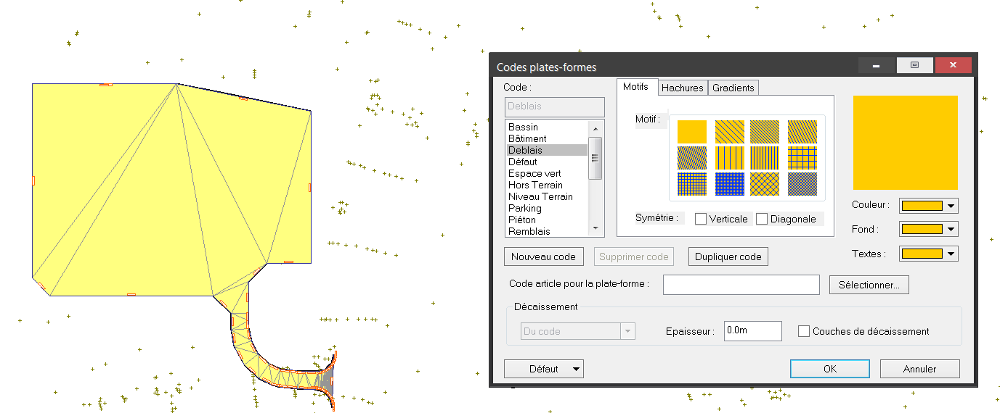 Codes plates-formes
Code :
Deblais
Bassin
Bâtiment
Deblais
Défaut
Espace vert
Hors Terrain
Niveau Terrain
Parking
Piéton
Remblais
Motifs
Hachures
Gradients
Motif :
Symétrie :
Verticale
Diagonale
Couleur :
Fond :
Textes :
Nouveau code
Supprimer code
Dupliquer code
Code article pour la plate-forme :
Sélectionner...
Décaissement
Du code
Epaisseur :
0.0m
Couches de décaissement
Défaut
OK
Annuler